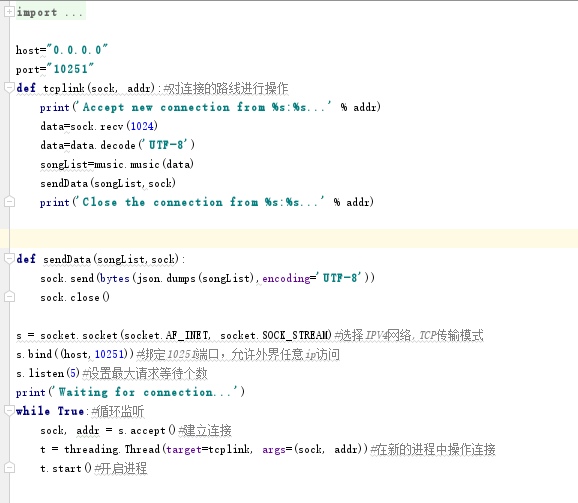 import ...
host="0.0.0.0"
port="10251"
def tcplink(sock, addr):#对连接的路线进行操作
    print('Accept new connection from %s:%s...' % addr)
    data=sock.recv(1024)
    data=data.decode('UTF-8')
    songList=music.music(data)
    sendData(songList,sock)
    print('Close the connection from %s:%s...' % addr)
def sendData(songList,sock):
    sock.send(bytes(json.dumps(songList),encoding='UTF-8'))
    sock.close()
s = socket.socket(socket.AF_INET, socket.SOCK_STREAM)#选择IPV4网络,TCP传输模式
s.bind((host,10251))#绑定10251端口，允许外界任意ip访问
s.listen(5)#设置最大请求等待个数
print('Waiting for connection...')
while True:#循环监听
    sock, addr = s.accept()#建立连接
    t = threading.Thread(target=tcplink, args=(sock, addr))#在新的进程中操作连接
    t.start()#开启进程